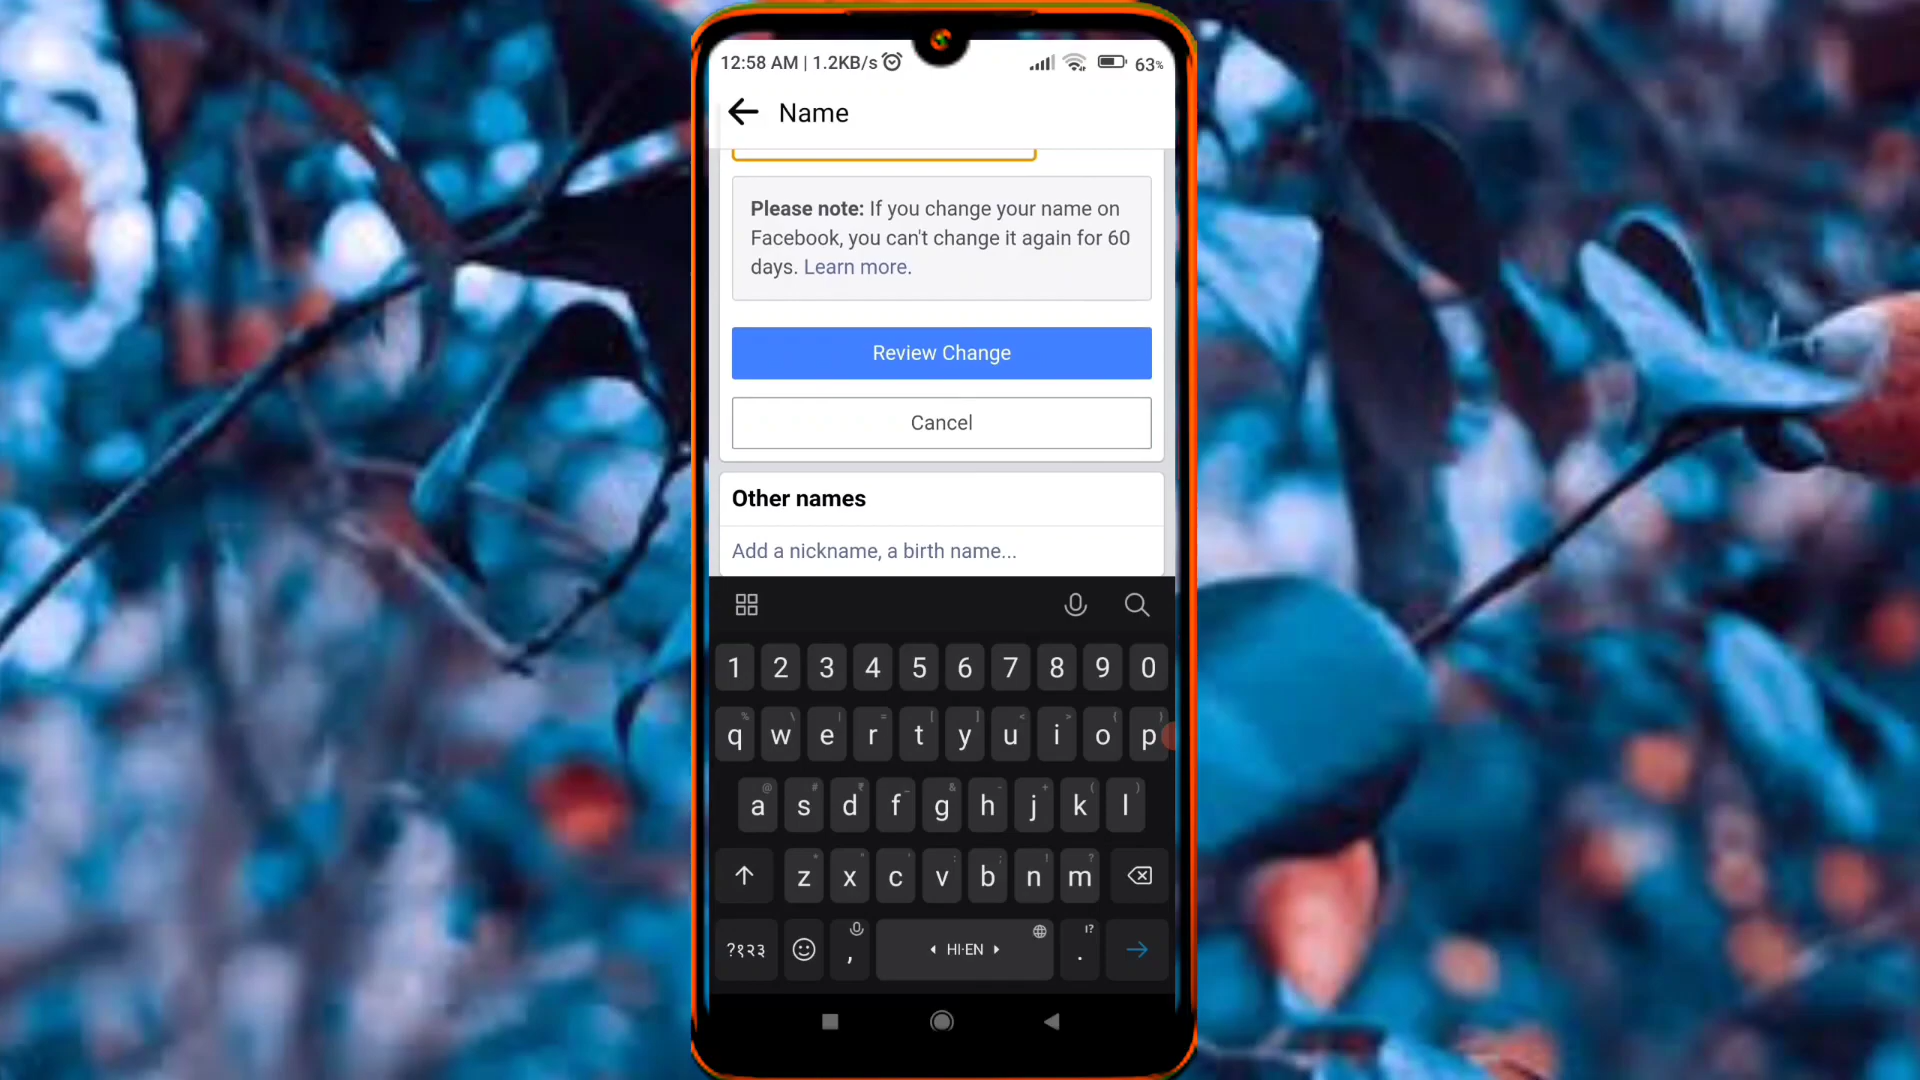 12:58 AM | 1.2KB/s 63%
Name
Please note: If you change your name on
Facebook, you can't change it again for 60
days. Learn more.
Review Change
Cancel
Other names
Add a nickname, a birth name...
1 2 3 4 5 6 7 8 9 0
% \ | = [ ] < > { }
q w e r t y u i o p
@ # ₹ _ & - + ( )
a s d f g h j k l
* " ' : ; ! ?
z x c v b n m
?१२३ , HI·EN . !?